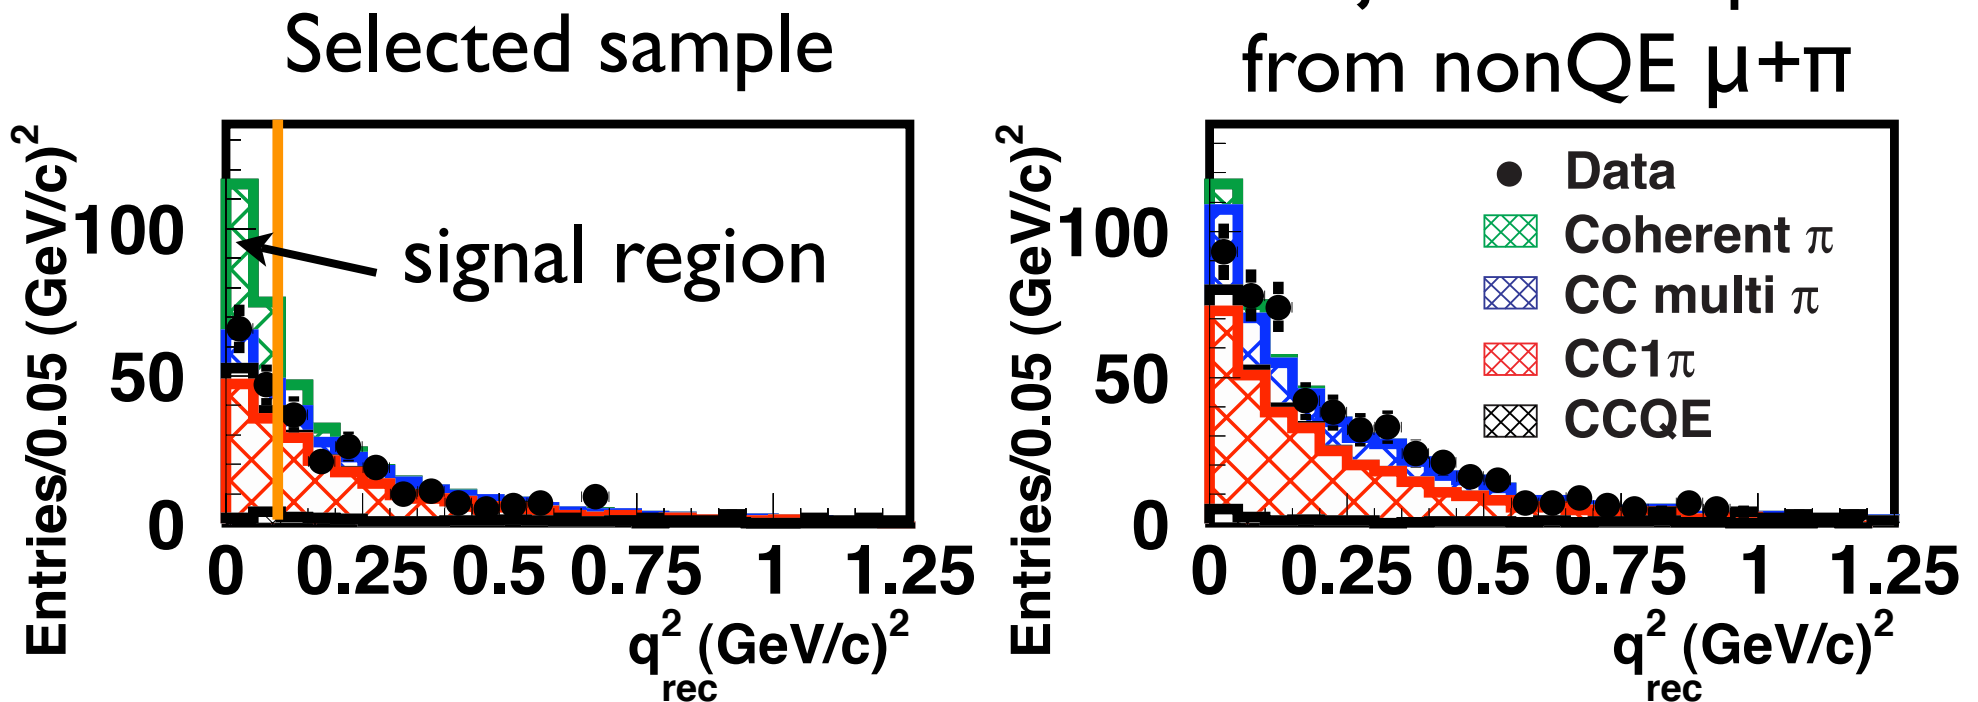 Selected sample
from nonQE μ+π
Entries/0.05 (GeV/c)²
100
50
0
signal region
0 0.25 0.5 0.75 1 1.25
q²rec (GeV/c)²
Entries/0.05 (GeV/c)²
100
50
0
Data
Coherent π
CC multi π
CC1π
CCQE
0 0.25 0.5 0.75 1 1.25
q²rec (GeV/c)²